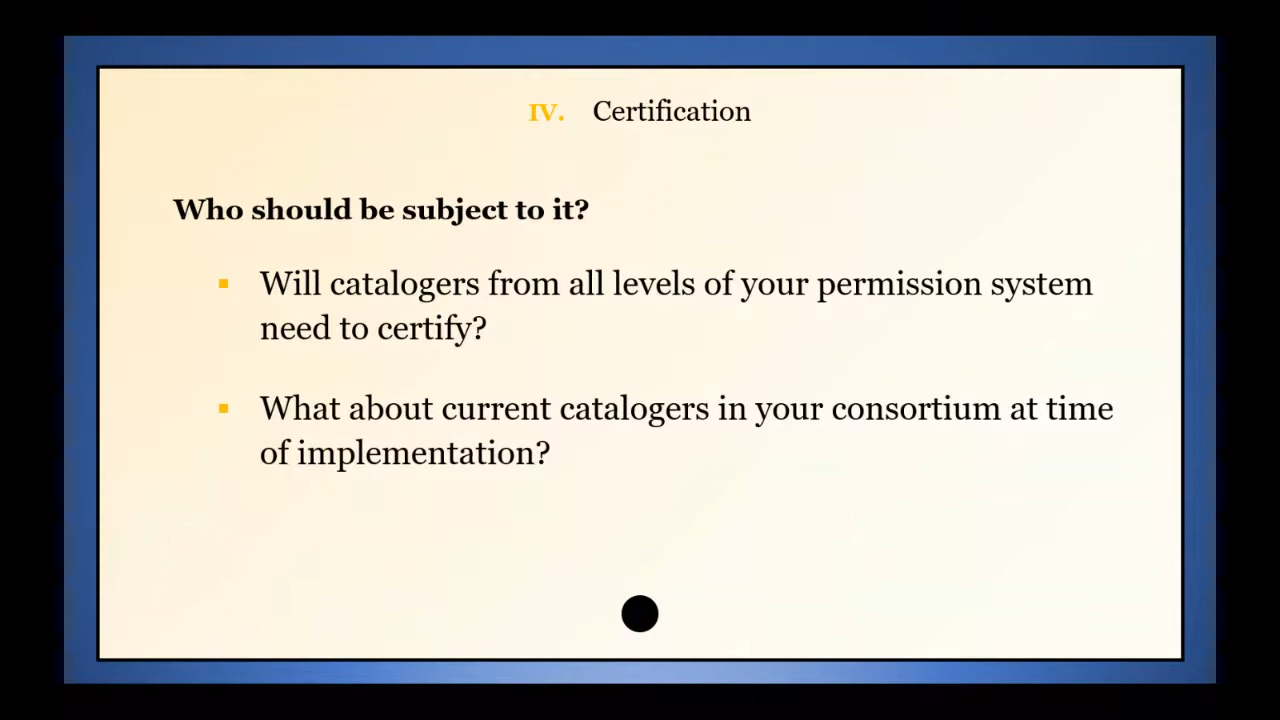 IV. Certification
Who should be subject to it?
▪ Will catalogers from all levels of your permission system
need to certify?
▪ What about current catalogers in your consortium at time
of implementation?